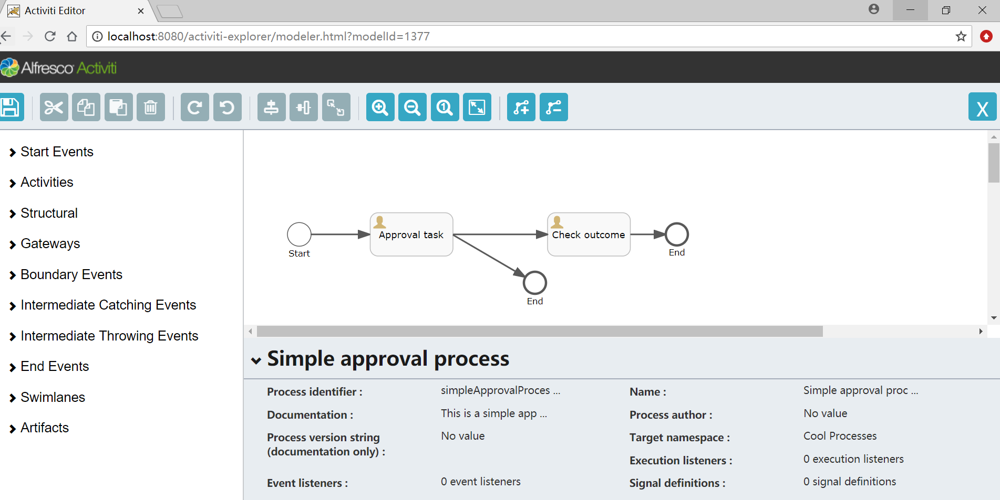 Activiti Editor
localhost:8080/activiti-explorer/modeler.html?modelId=1377
Alfresco Activiti
1
X
Start Events
Activities
Structural
Gateways
Boundary Events
Intermediate Catching Events
Intermediate Throwing Events
End Events
Swimlanes
Artifacts
Start
Approval task
Check outcome
End
End
Simple approval process
Process identifier : simpleApprovalProces ... Name : Simple approval proc ...
Documentation : This is a simple app ... Process author : No value
Process version string No value Target namespace : Cool Processes
(documentation only) :
Execution listeners : 0 execution listeners
Event listeners : 0 event listeners Signal definitions : 0 signal definitions